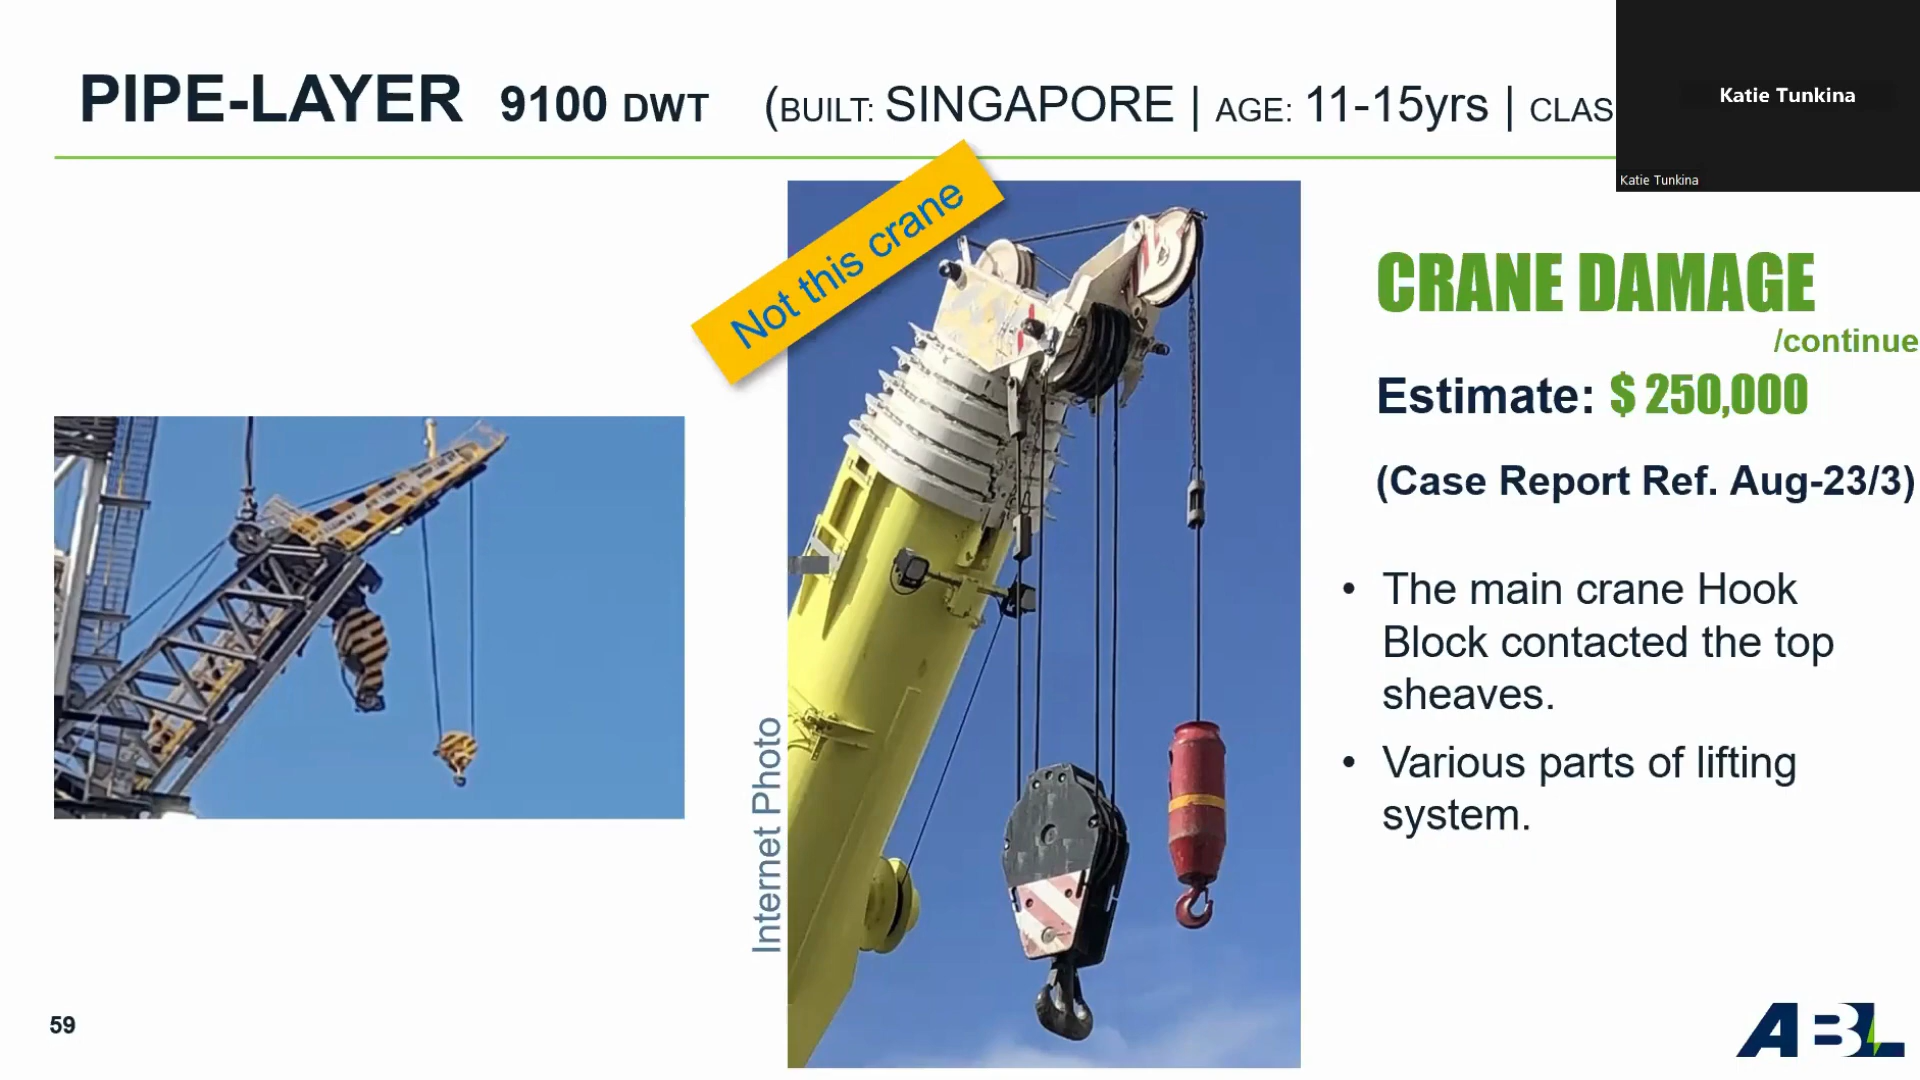 PIPE-LAYER 9100 DWT (BUILT: SINGAPORE | AGE: 11-15yrs | CLAS
Katie Tunkina
Katie Tunkina
Not this crane
CRANE DAMAGE
/continue
Estimate: $ 250,000
(Case Report Ref. Aug-23/3)
• The main crane Hook
Block contacted the top
sheaves.
• Various parts of lifting
system.
Internet Photo
59
ABL